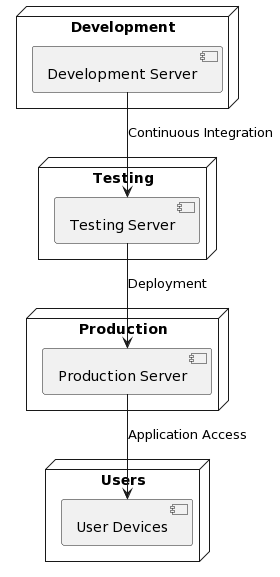 Development
Development Server
Continuous Integration
Testing
Testing Server
Deployment
Production
Production Server
Application Access
Users
User Devices